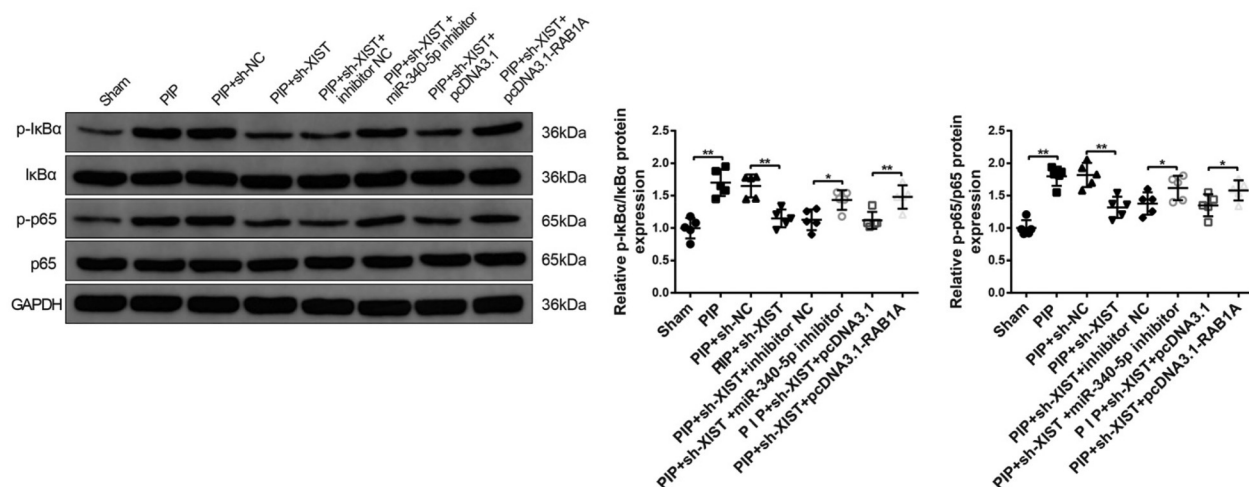 Sham
PIP
PIP+sh-NC
PIP+sh-XIST
PIP+sh-XIST+
inhibitor NC
PIP+sh-XIST +
miR-340-5p inhibitor
PIP+sh-XIST+
pcDNA3.1
PIP+sh-XIST+
pcDNA3.1-RAB1A
p-IκBα
36kDa
IκBα
36kDa
p-p65
65kDa
p65
65kDa
GAPDH
36kDa
Relative p-IκBα/IκBα protein
expression
2.5
2.0
1.5
1.0
0.5
0.0
**
**
*
**
Sham
PIP
PIP+sh-NC
PIP+sh-XIST
PIP+sh-XIST+inhibitor NC
PIP+sh-XIST +miR-340-5p inhibitor
P I P+sh-XIST+pcDNA3.1
PIP+sh-XIST+pcDNA3.1-RAB1A
Relative p-p65/p65 protein
expression
2.5
2.0
1.5
1.0
0.5
0.0
**
**
*
*
Sham
PIP
PIP+sh-NC
PIP+sh-XIST
PIP+sh-XIST+inhibitor NC
PIP+sh-XIST +miR-340-5p inhibitor
P I P+sh-XIST+pcDNA3.1
PIP+sh-XIST+pcDNA3.1-RAB1A